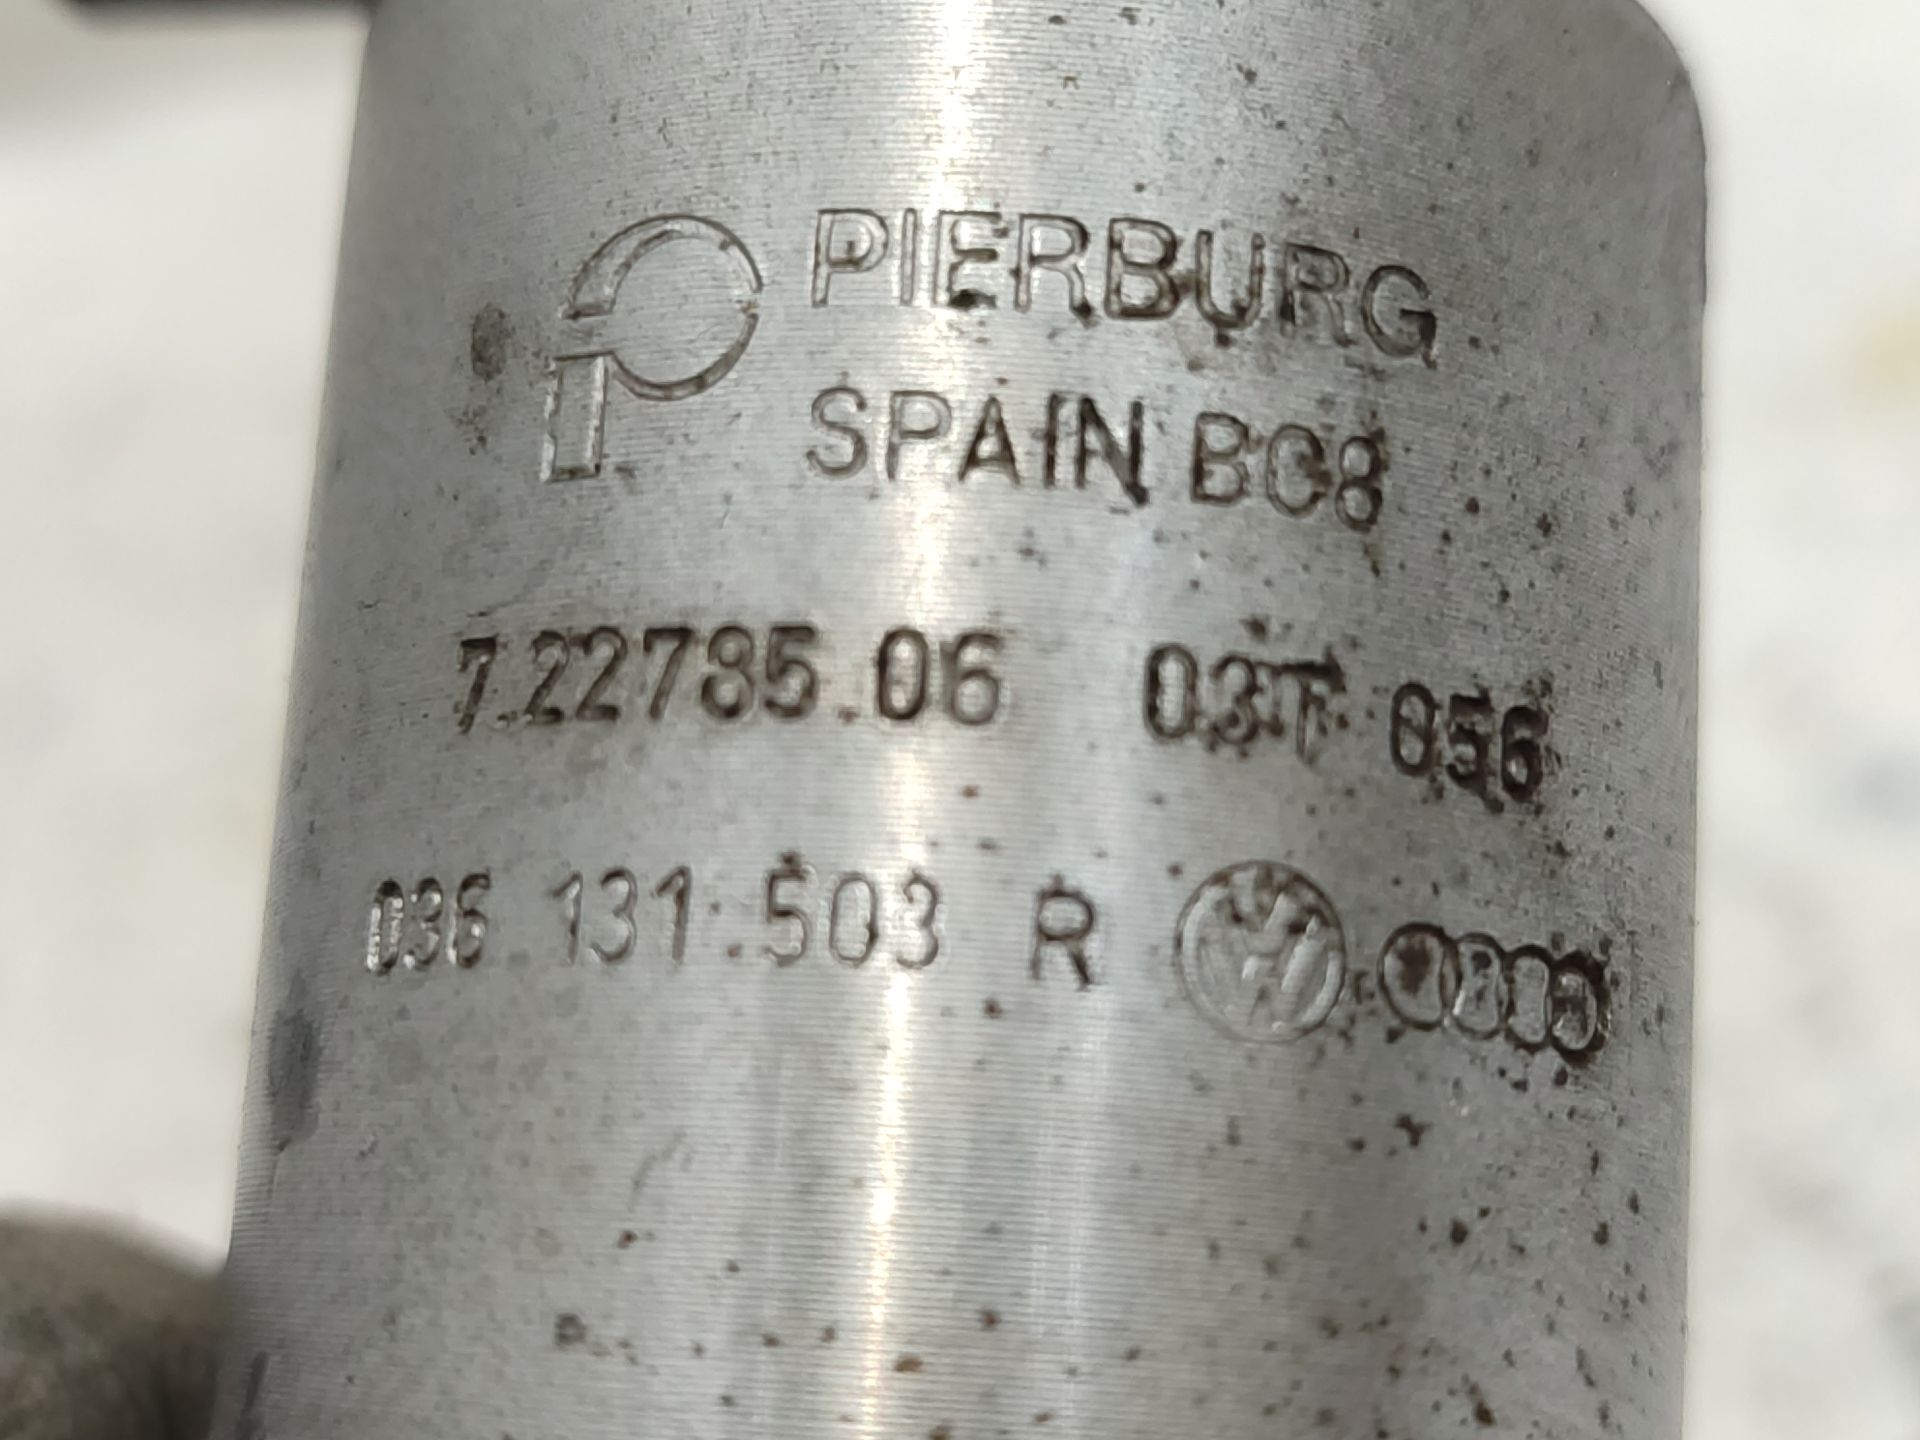 PIERBURG
SPAIN BC8
7.22785.06 03T 056
036 131 503 R